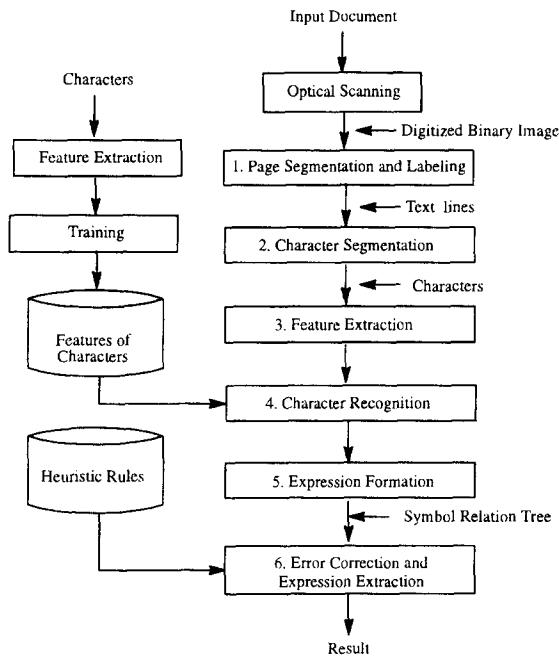 Input Document
Optical Scanning
Digitized Binary Image
1. Page Segmentation and Labeling
Text lines
2. Character Segmentation
Characters
3. Feature Extraction
4. Character Recognition
5. Expression Formation
Symbol Relation Tree
6. Error Correction and
Expression Extraction
Result
Characters
Feature Extraction
Training
Features of
Characters
Heuristic Rules